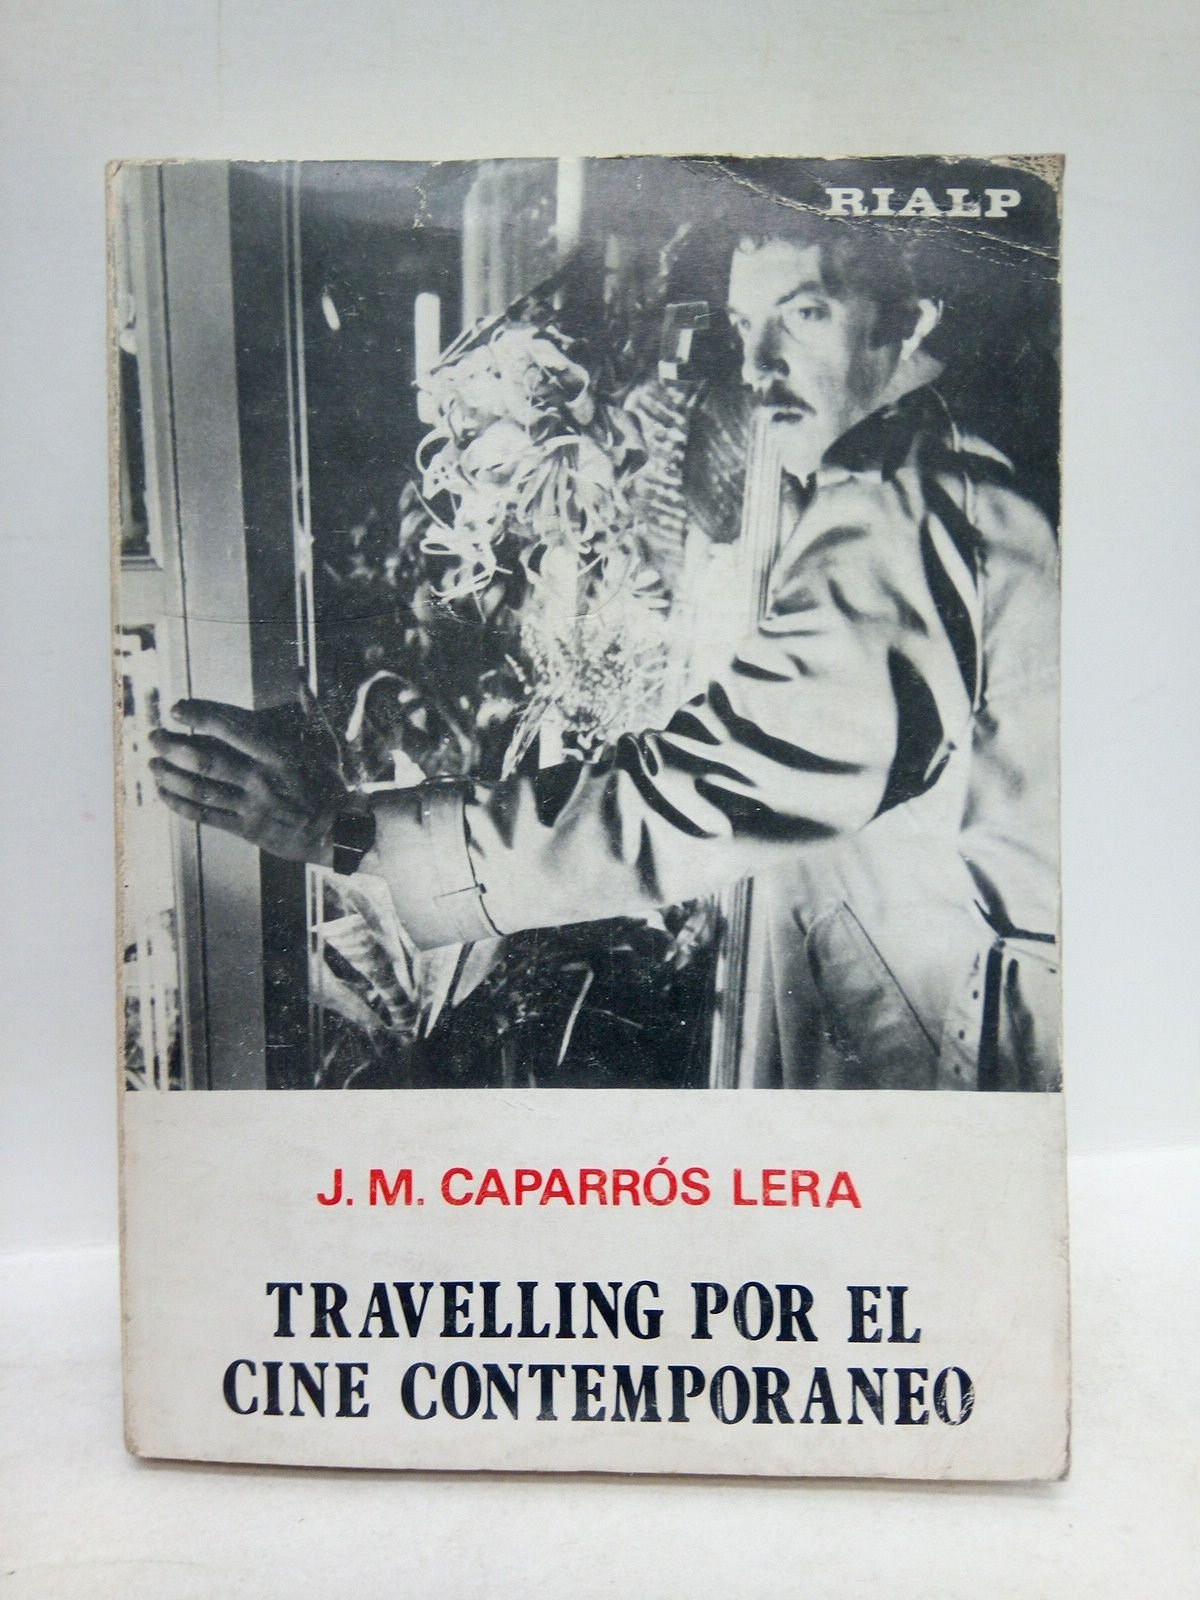 RIALP
J. M. CAPARRÓS LERA
TRAVELLING POR EL
CINE CONTEMPORANEO